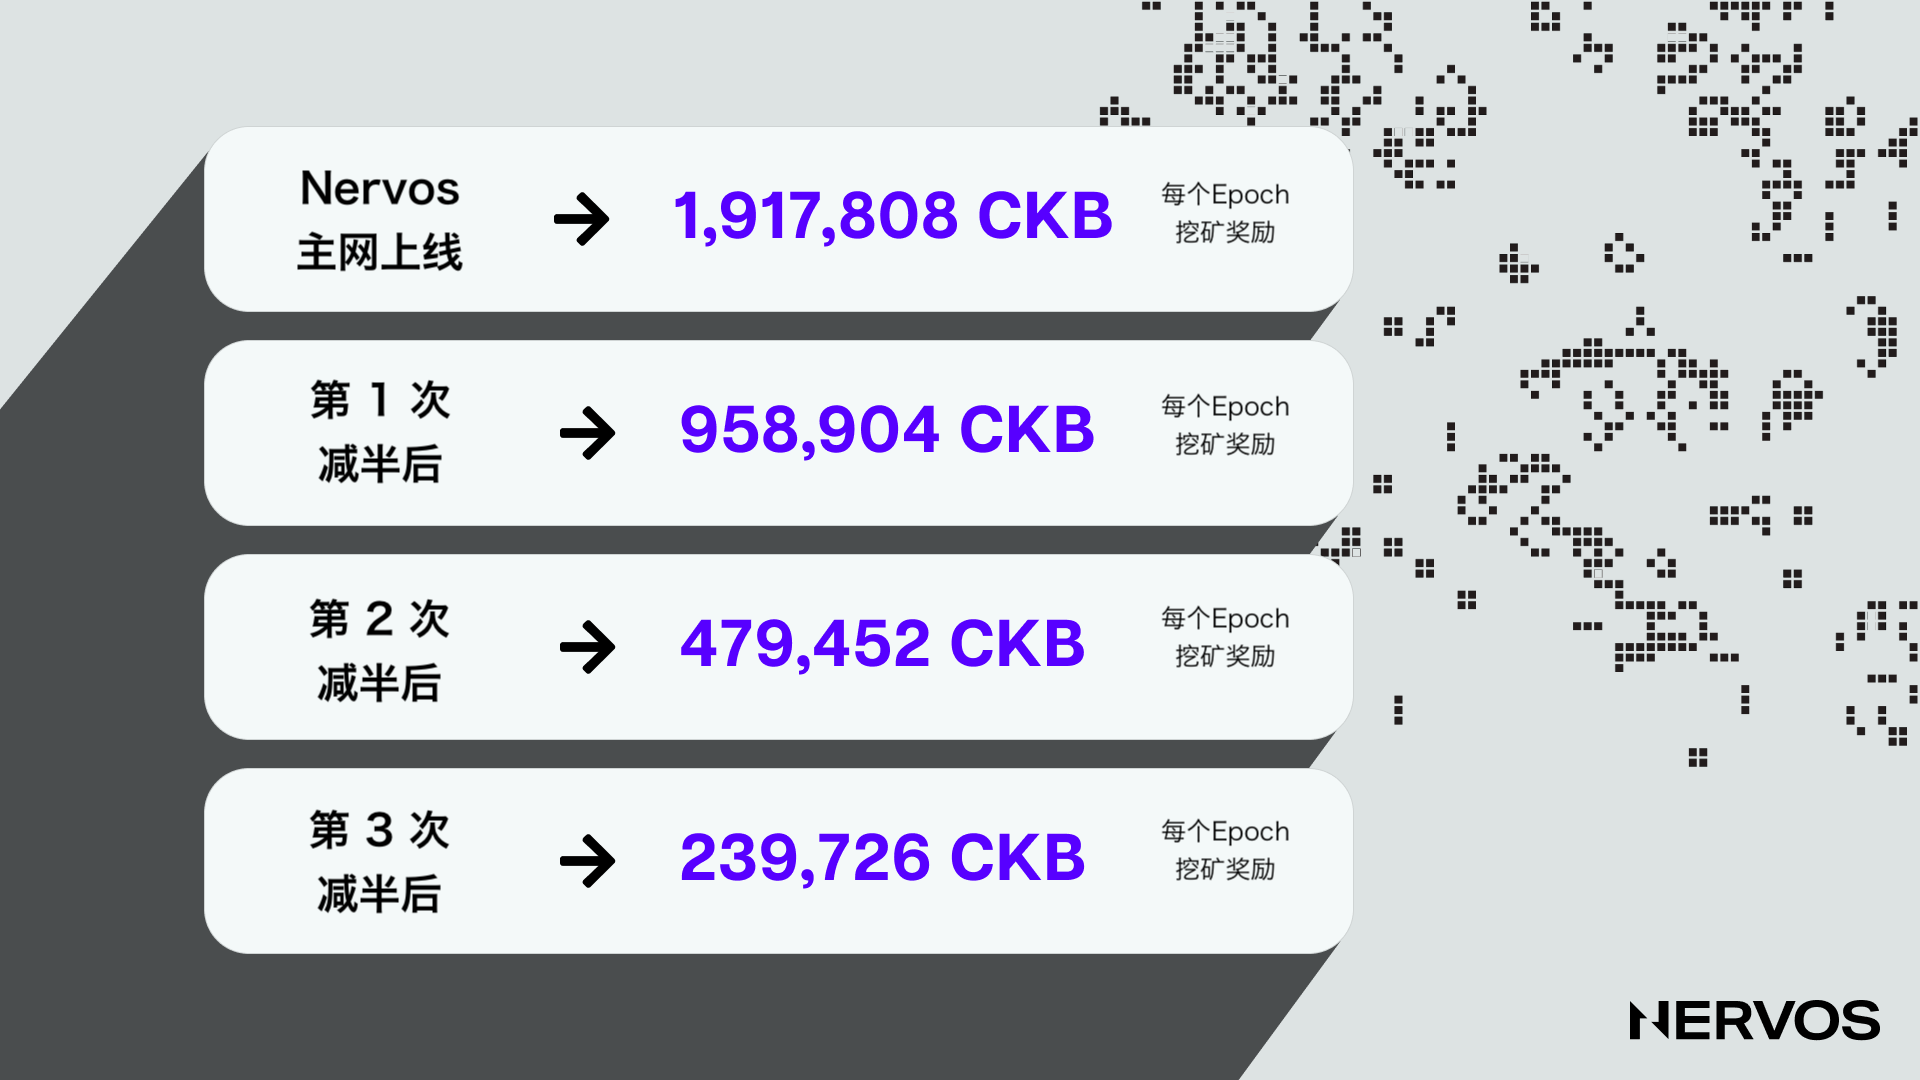 Nervos
主网上线
1,917,808 CKB
每个Epoch
挖矿奖励
第 1 次
减半后
958,904 CKB
每个Epoch
挖矿奖励
第 2 次
减半后
479,452 CKB
每个Epoch
挖矿奖励
第 3 次
减半后
239,726 CKB
每个Epoch
挖矿奖励
NERVOS